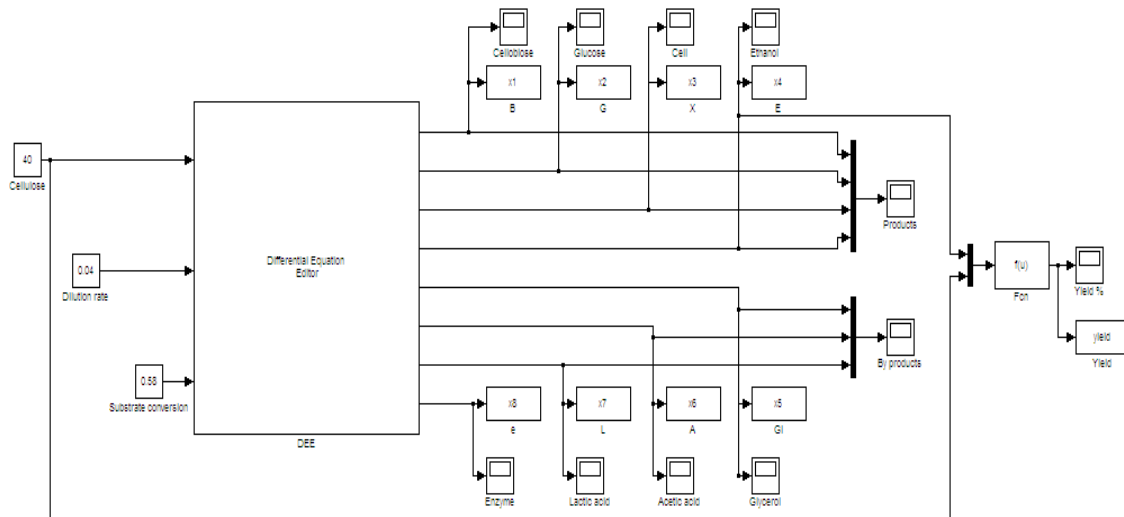 Cellobiose
Glucose
Cell
Ethanol
x1
x2
x3
x4
B
G
X
E
40
Cellulose
Products
Differential Equation
Editor
f(u)
Fcn
Yield %
0.04
Dilution rate
yield
Yield
By products
0.58
Substrate conversion
x8
x7
x6
x5
e
L
A
Gl
DEE
Enzyme
Lactic acid
Acetic acid
Glycerol